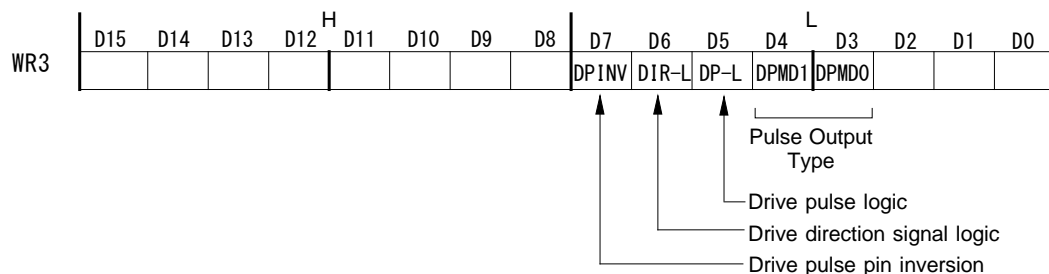 H L
D15 D14 D13 D12 D11 D10 D9 D8 D7 D6 D5 D4 D3 D2 D1 D0
WR3 DPINV DIR-L DP-L DPMD1 DPMD0
Pulse Output
Type
Drive pulse logic
Drive direction signal logic
Drive pulse pin inversion